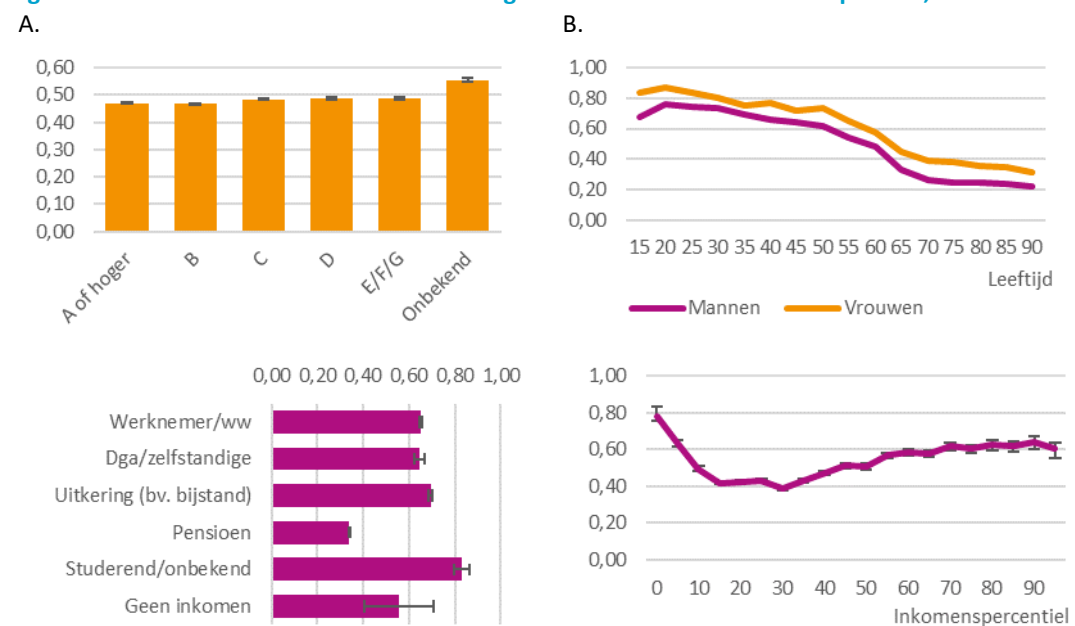 A.
B.
0,60
0,50
0,40
0,30
0,20
0,10
0,00
A of hoger
B
C
D
E/F/G
Onbekend
1,00
0,80
0,60
0,40
0,20
0,00
15 20 25 30 35 40 45 50 55 60 65 70 75 80 85 90
Leeftijd
Mannen Vrouwen
0,00 0,20 0,40 0,60 0,80 1,00
Werknemer/ww
Dga/zelfstandige
Uitkering (bv. bijstand)
Pensioen
Studerend/onbekend
Geen inkomen
1,00
0,80
0,60
0,40
0,20
0,00
0 10 20 30 40 50 60 70 80 90
Inkomenspercentiel